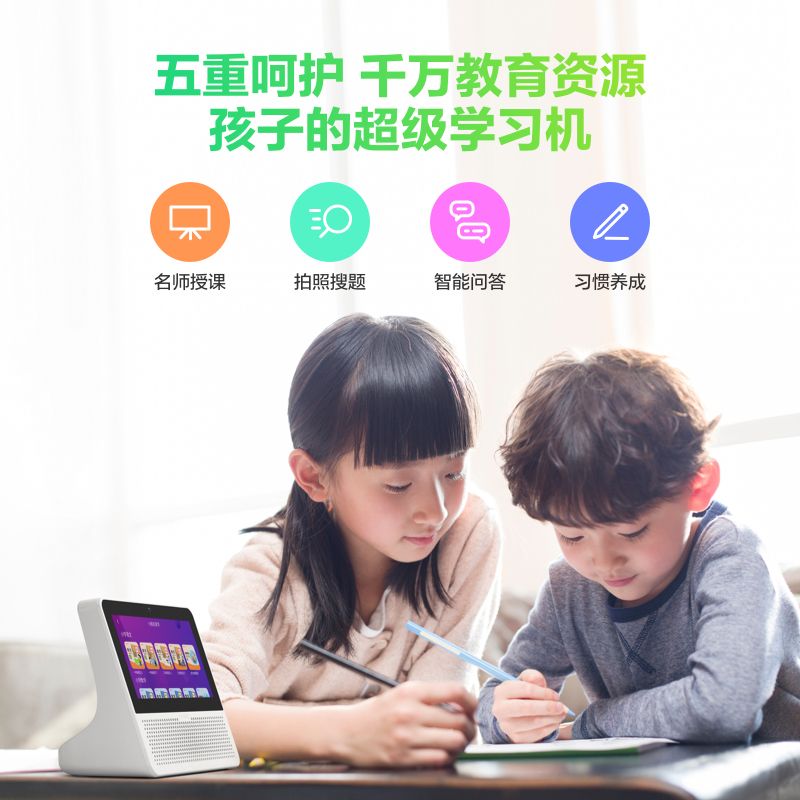 五重呵护 千万教育资源
孩子的超级学习机
名师授课
拍照搜题
智能问答
习惯养成